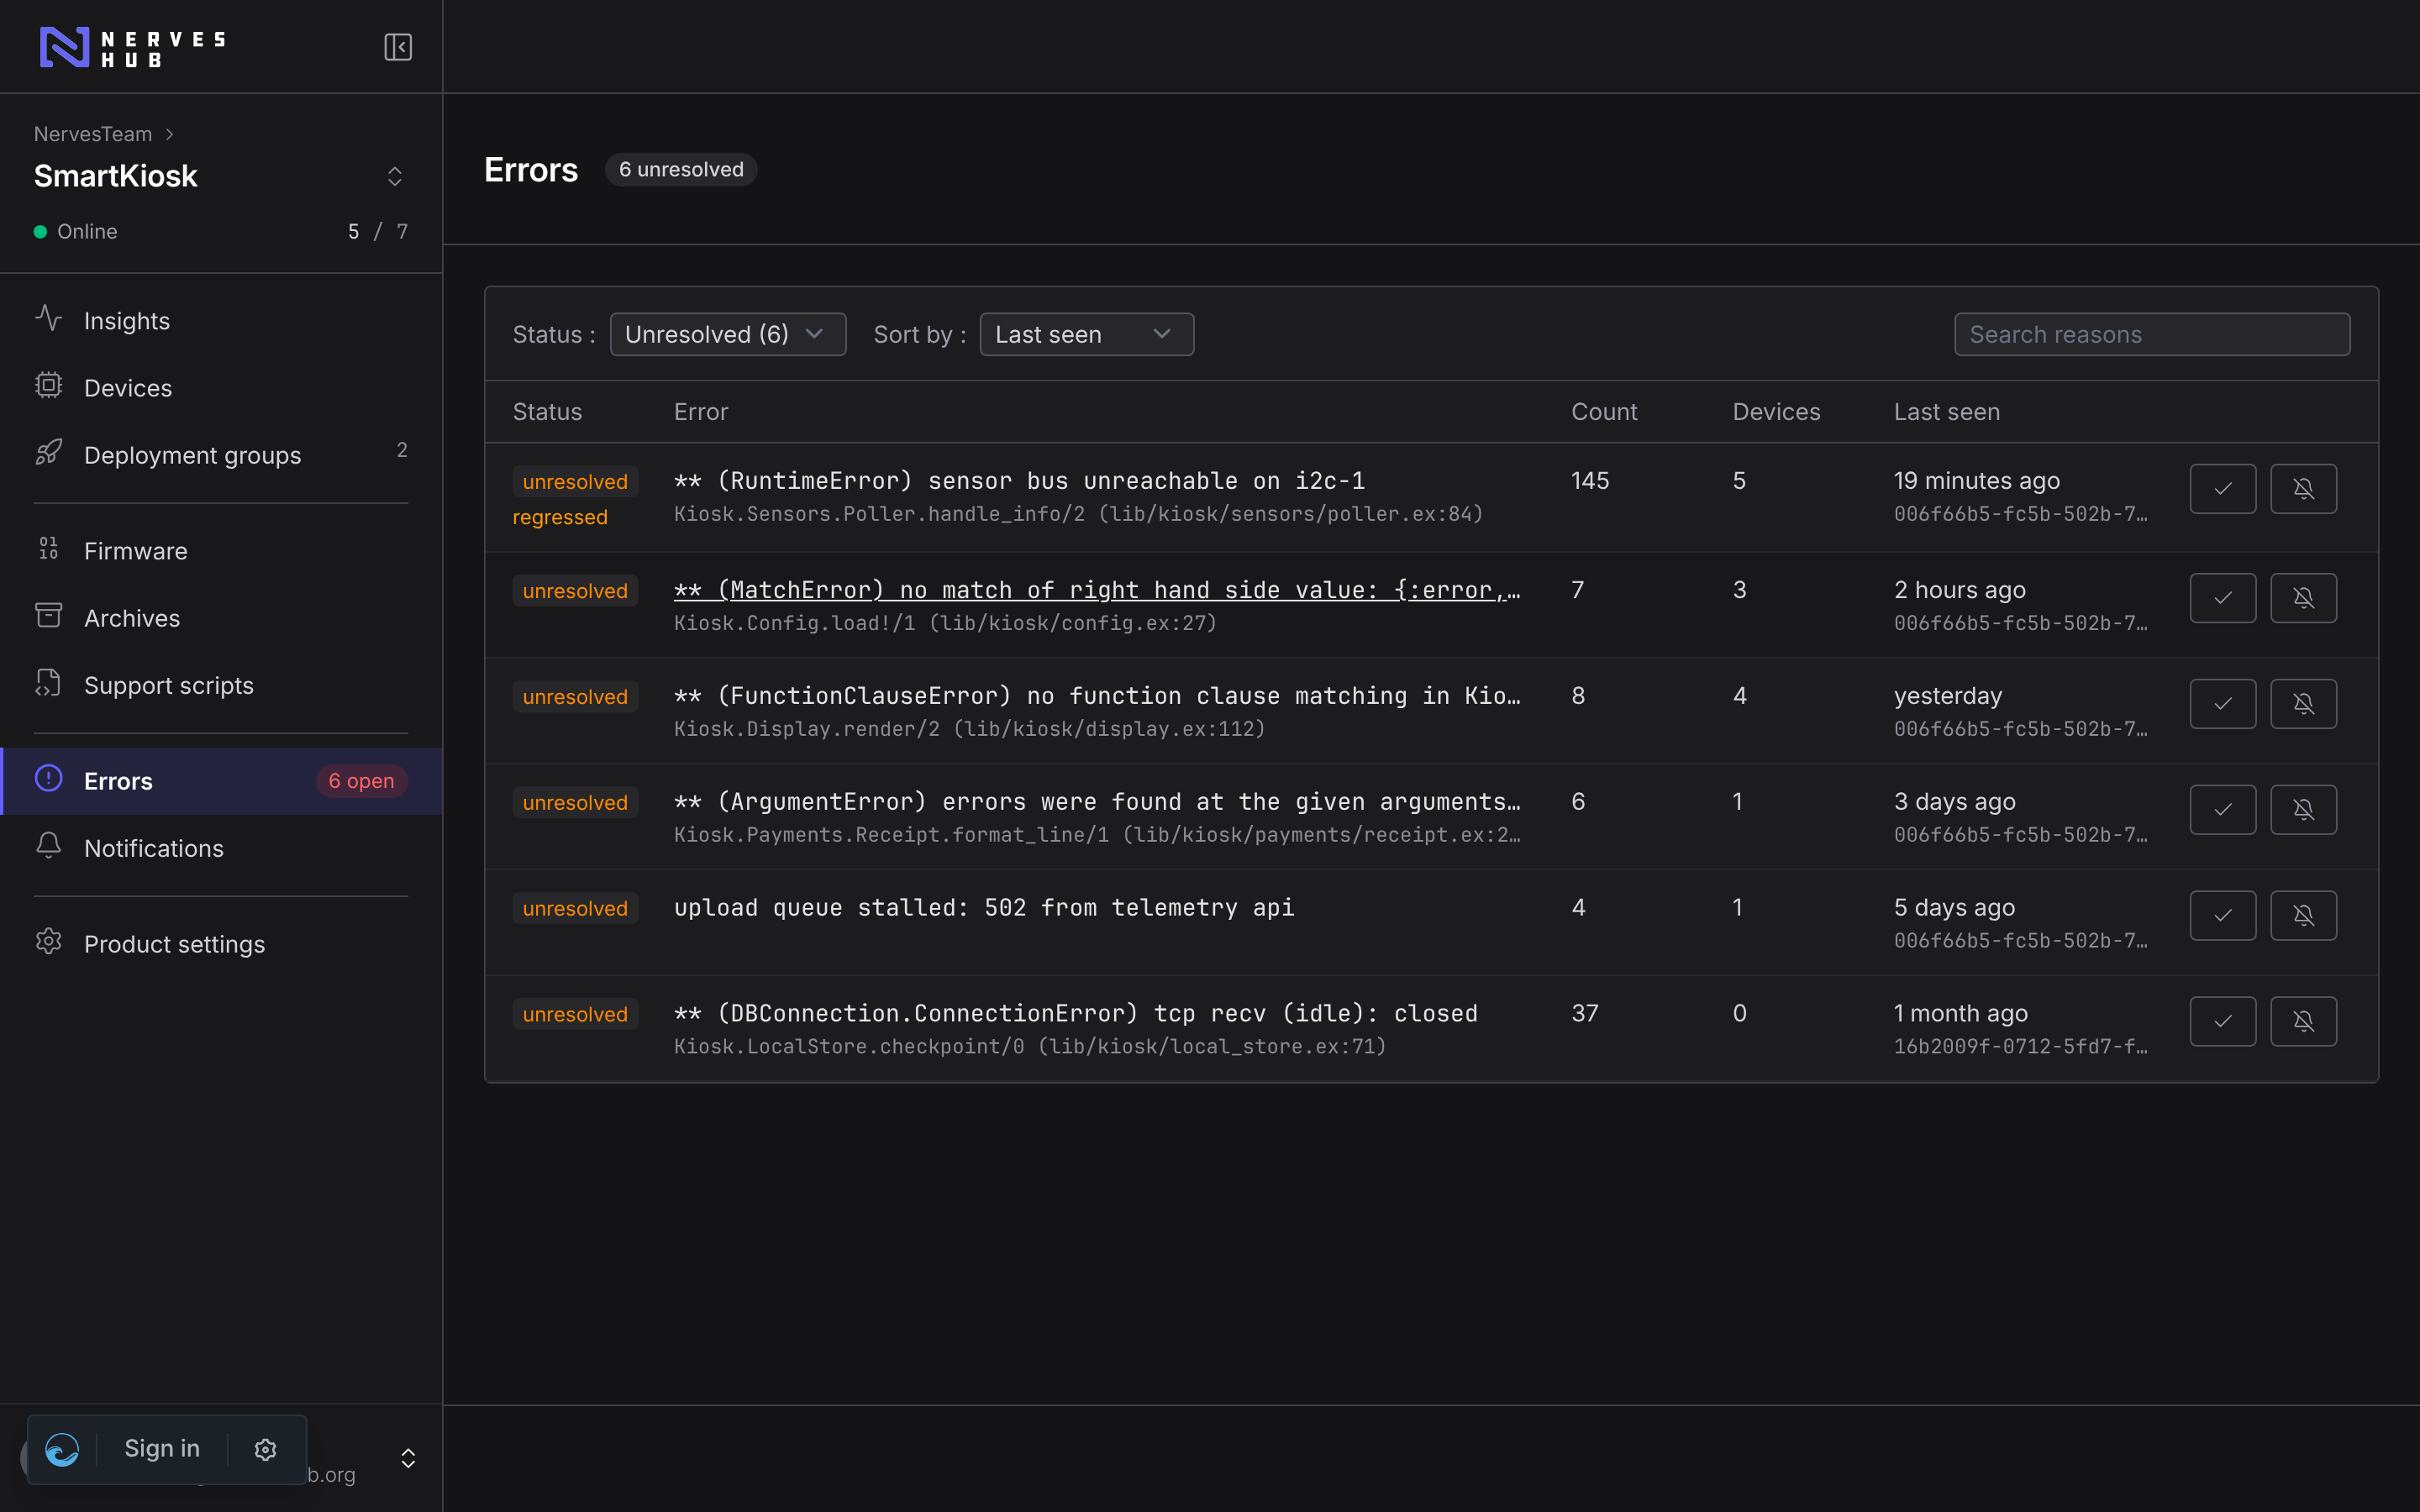 NERVES
HUB
NervesTeam
SmartKiosk
Online 5 / 7
Insights
Devices
Deployment groups 2
Firmware
Archives
Support scripts
Errors 6 open
Notifications
Product settings
Sign in
b.org
Errors 6 unresolved
Status : Unresolved (6) Sort by : Last seen Search reasons
Status Error Count Devices Last seen
unresolved ** (RuntimeError) sensor bus unreachable on i2c-1 145 5 19 minutes ago
regressed Kiosk.Sensors.Poller.handle_info/2 (lib/kiosk/sensors/poller.ex:84) 006f66b5-fc5b-502b-7…
unresolved ** (MatchError) no match of right hand side value: {:error,… 7 3 2 hours ago
Kiosk.Config.load!/1 (lib/kiosk/config.ex:27) 006f66b5-fc5b-502b-7…
unresolved ** (FunctionClauseError) no function clause matching in Kio… 8 4 yesterday
Kiosk.Display.render/2 (lib/kiosk/display.ex:112) 006f66b5-fc5b-502b-7…
unresolved ** (ArgumentError) errors were found at the given arguments… 6 1 3 days ago
Kiosk.Payments.Receipt.format_line/1 (lib/kiosk/payments/receipt.ex:2… 006f66b5-fc5b-502b-7…
unresolved upload queue stalled: 502 from telemetry api 4 1 5 days ago
006f66b5-fc5b-502b-7…
unresolved ** (DBConnection.ConnectionError) tcp recv (idle): closed 37 0 1 month ago
Kiosk.LocalStore.checkpoint/0 (lib/kiosk/local_store.ex:71) 16b2009f-0712-5fd7-f…